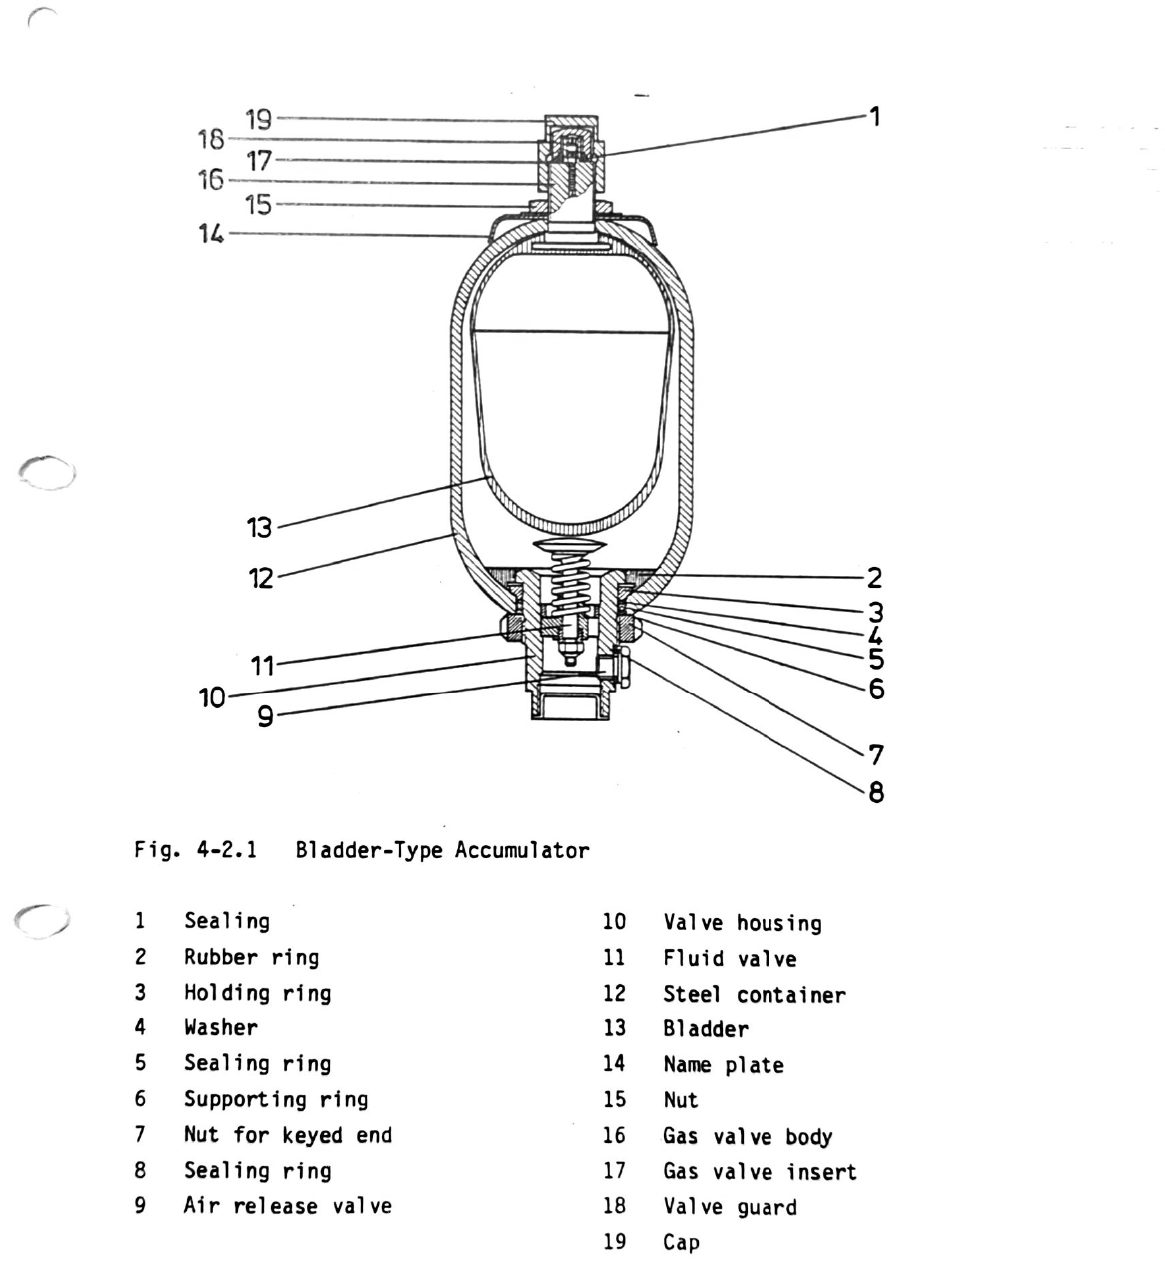 19
18
17
16
15
14
1
13
12
11
10
9
2
3
4
5
6
7
8
Fig. 4-2.1 Bladder-Type Accumulator
1 Sealing
2 Rubber ring
3 Holding ring
4 Washer
5 Sealing ring
6 Supporting ring
7 Nut for keyed end
8 Sealing ring
9 Air release valve
10 Valve housing
11 Fluid valve
12 Steel container
13 Bladder
14 Name plate
15 Nut
16 Gas valve body
17 Gas valve insert
18 Valve guard
19 Cap